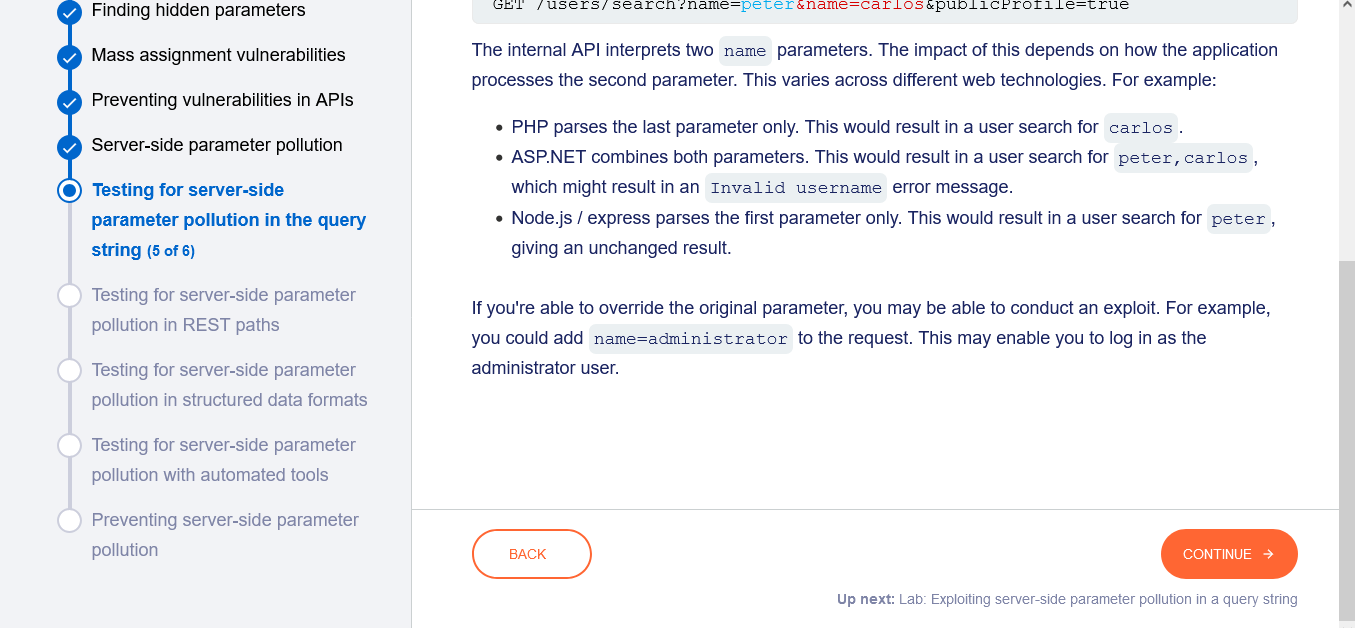 Finding hidden parameters
Mass assignment vulnerabilities
Preventing vulnerabilities in APIs
Server-side parameter pollution
Testing for server-side
parameter pollution in the query
string (5 of 6)
Testing for server-side parameter
pollution in REST paths
Testing for server-side parameter
pollution in structured data formats
Testing for server-side parameter
pollution with automated tools
Preventing server-side parameter
pollution
GET /users/search?name=peter&name=carlos&publicProfile=true
The internal API interprets two name parameters. The impact of this depends on how the application
processes the second parameter. This varies across different web technologies. For example:
• PHP parses the last parameter only. This would result in a user search for carlos.
• ASP.NET combines both parameters. This would result in a user search for peter,carlos,
which might result in an Invalid username error message.
• Node.js / express parses the first parameter only. This would result in a user search for peter,
giving an unchanged result.
If you're able to override the original parameter, you may be able to conduct an exploit. For example,
you could add name=administrator to the request. This may enable you to log in as the
administrator user.
BACK
CONTINUE →
Up next: Lab: Exploiting server-side parameter pollution in a query string